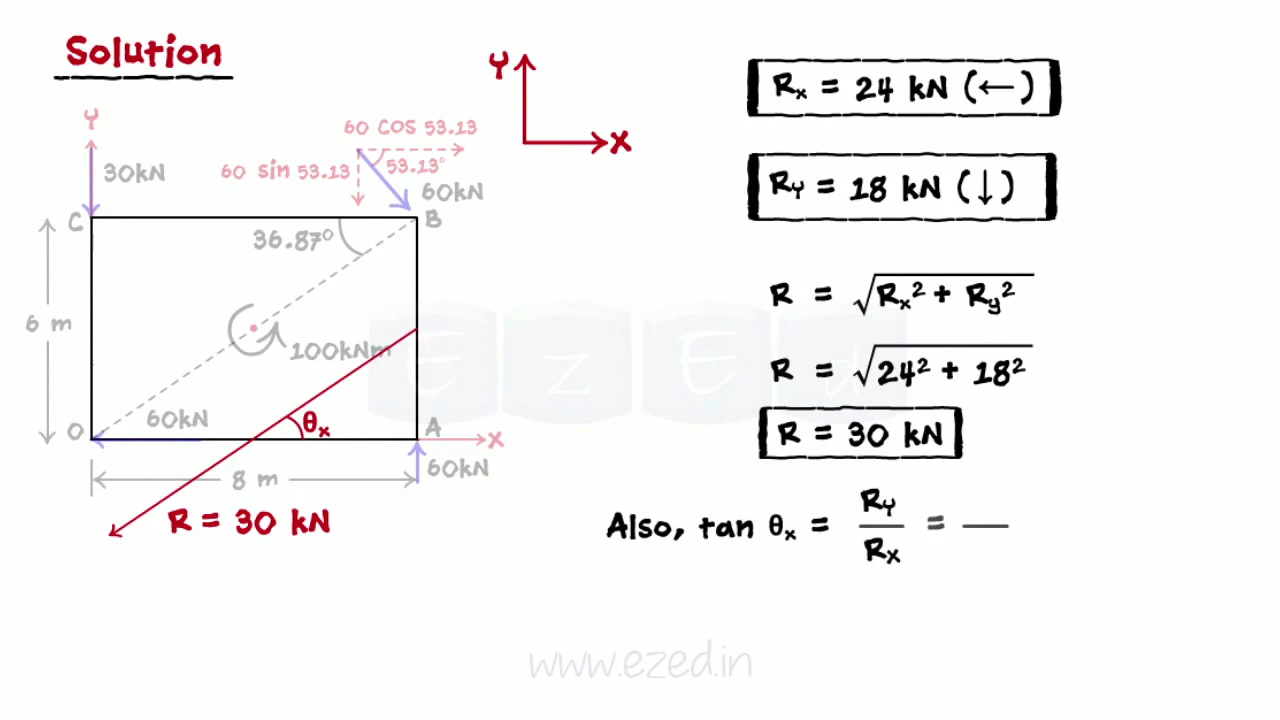 Solution
Y
X
Rx = 24 kN (←)
RY = 18 kN (↓)
R = √Rx² + Ry²
R = √24² + 18²
R = 30 kN
Also, tan θx = RY / RX =
Y
30kN
60 cos 53.13
60 sin 53.13
53.13°
60kN
C
B
36.87°
6 m
100kNm
O
60kN
θx
A
X
8 m
60kN
R = 30 kN
EzEd
www.ezed.in